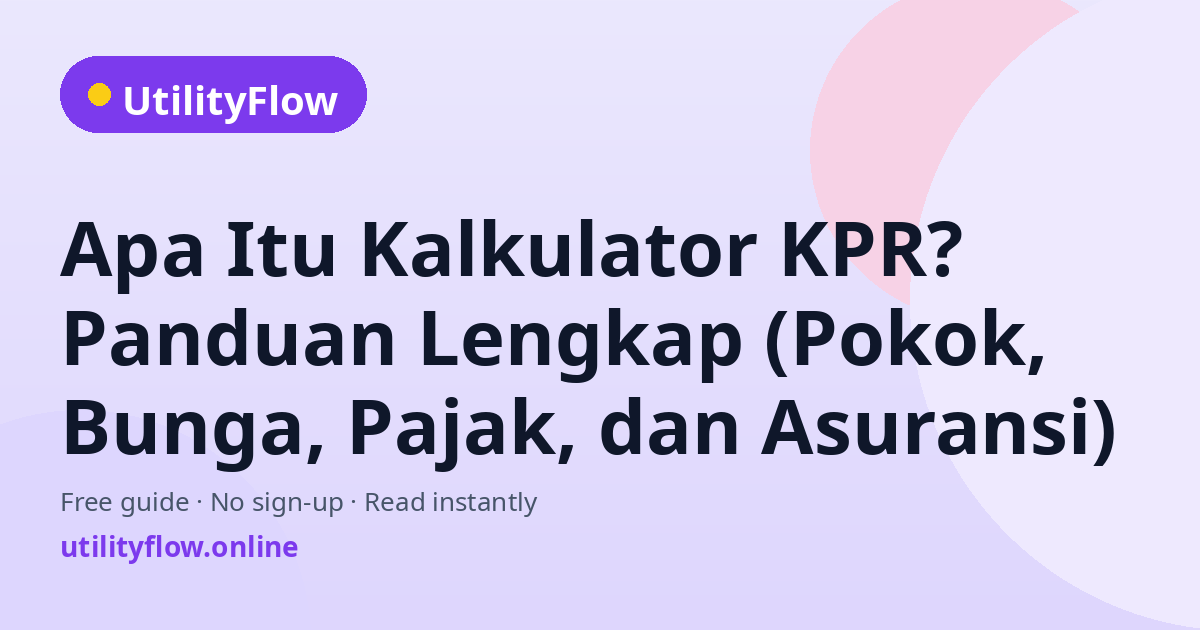 UtilityFlow
Apa Itu Kalkulator KPR?
Panduan Lengkap (Pokok,
Bunga, Pajak, dan Asuransi)
Free guide · No sign-up · Read instantly
utilityflow.online